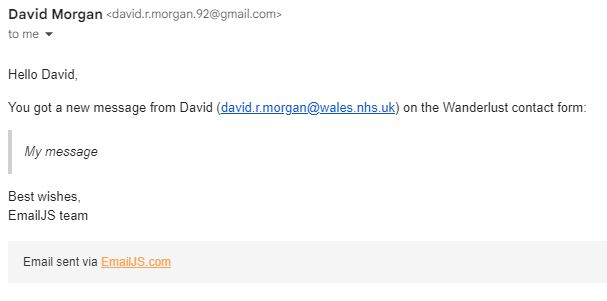 David Morgan <david.r.morgan.92@gmail.com>
to me
Hello David,
You got a new message from David (david.r.morgan@wales.nhs.uk) on the Wanderlust contact form:
My message
Best wishes,
EmailJS team
Email sent via EmailJS.com